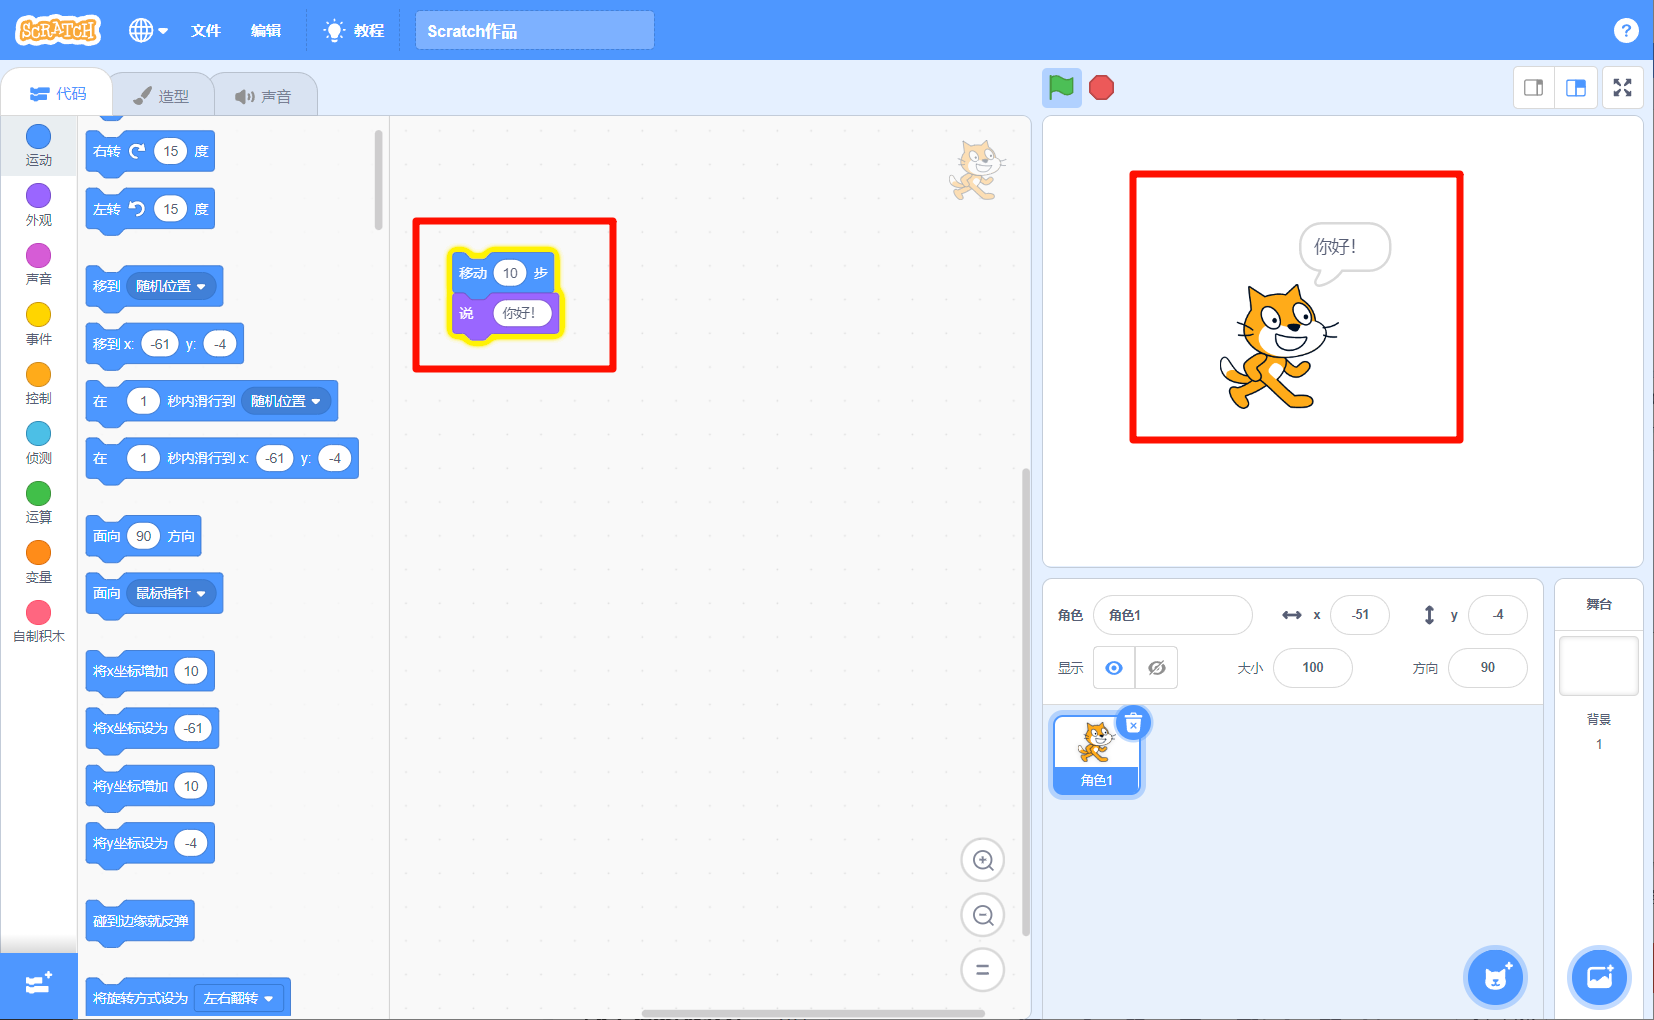 SCRATCH 文件 编辑 教程 Scratch作品 ?
代码 造型 声音
运动
外观
声音
事件
控制
侦测
运算
变量
自制积木
右转 15 度
左转 15 度
移到 随机位置
移到 x: -61 y: -4
在 1 秒内滑行到 随机位置
在 1 秒内滑行到 x: -61 y: -4
面向 90 方向
面向 鼠标指针
将x坐标增加 10
将x坐标设为 -61
将y坐标增加 10
将y坐标设为 -4
碰到边缘就反弹
将旋转方式设为 左右翻转
移动 10 步
说 你好!
你好!
角色 角色1 x -51 y -4
显示 大小 100 方向 90
角色1
舞台
背景
1